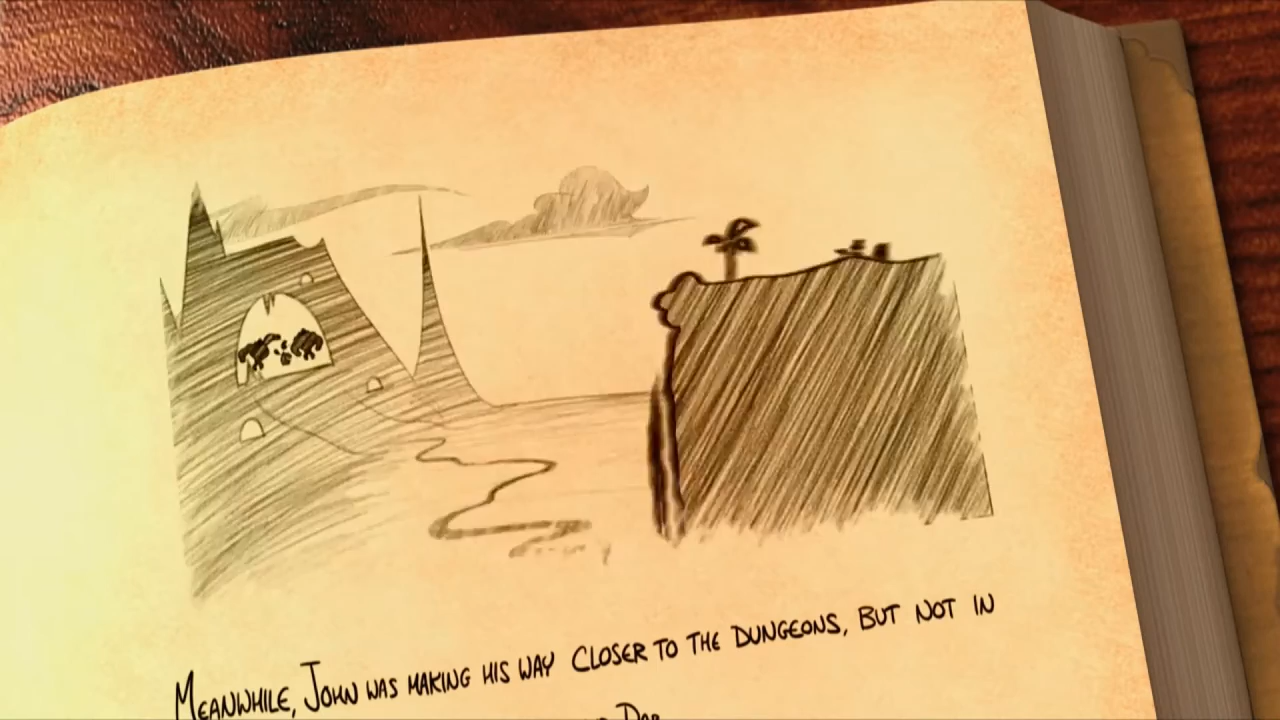 MEANWHILE, JOHN WAS MAKING HIS WAY CLOSER TO THE DUNGEONS, BUT NOT IN